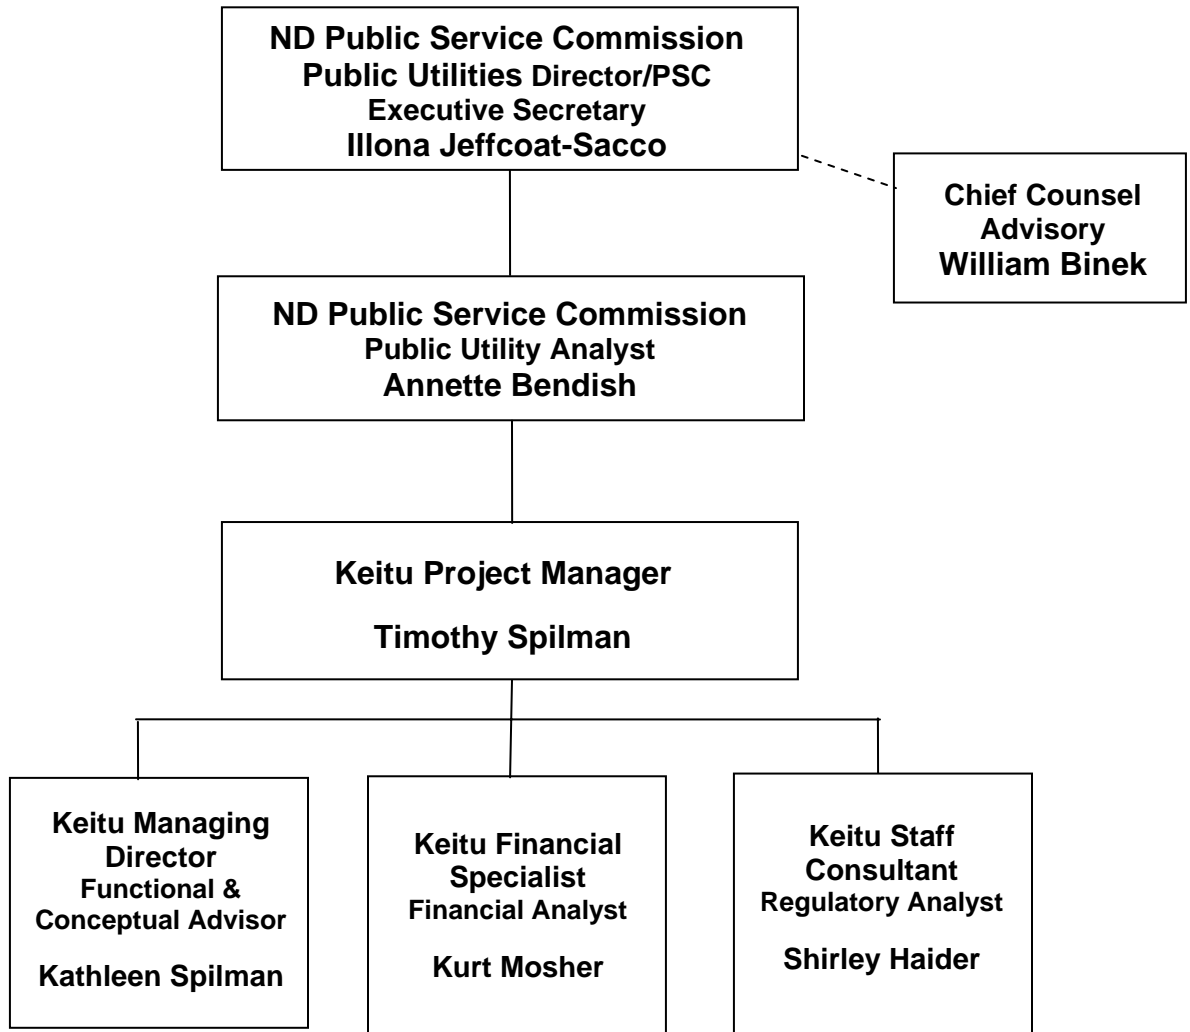 ND Public Service Commission
Public Utilities Director/PSC
Executive Secretary
Illona Jeffcoat-Sacco
Chief Counsel
Advisory
William Binek
ND Public Service Commission
Public Utility Analyst
Annette Bendish
Keitu Project Manager
Timothy Spilman
Keitu Managing
Director
Functional &
Conceptual Advisor
Kathleen Spilman
Keitu Financial
Specialist
Financial Analyst
Kurt Mosher
Keitu Staff
Consultant
Regulatory Analyst
Shirley Haider